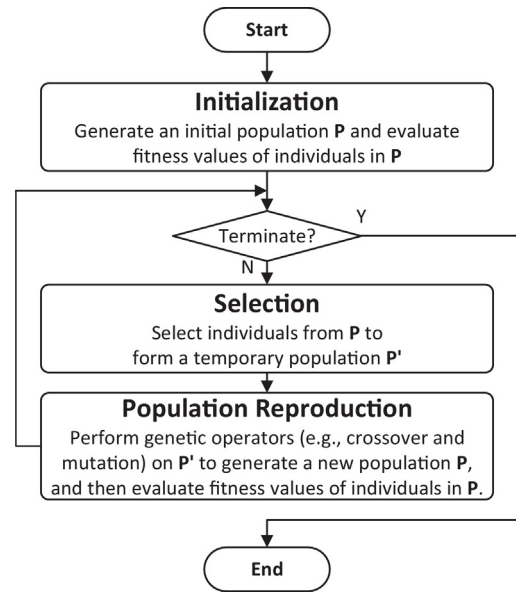 Start
Initialization
Generate an initial population P and evaluate
fitness values of individuals in P
Terminate?
Y
N
Selection
Select individuals from P to
form a temporary population P'
Population Reproduction
Perform genetic operators (e.g., crossover and
mutation) on P' to generate a new population P,
and then evaluate fitness values of individuals in P.
End